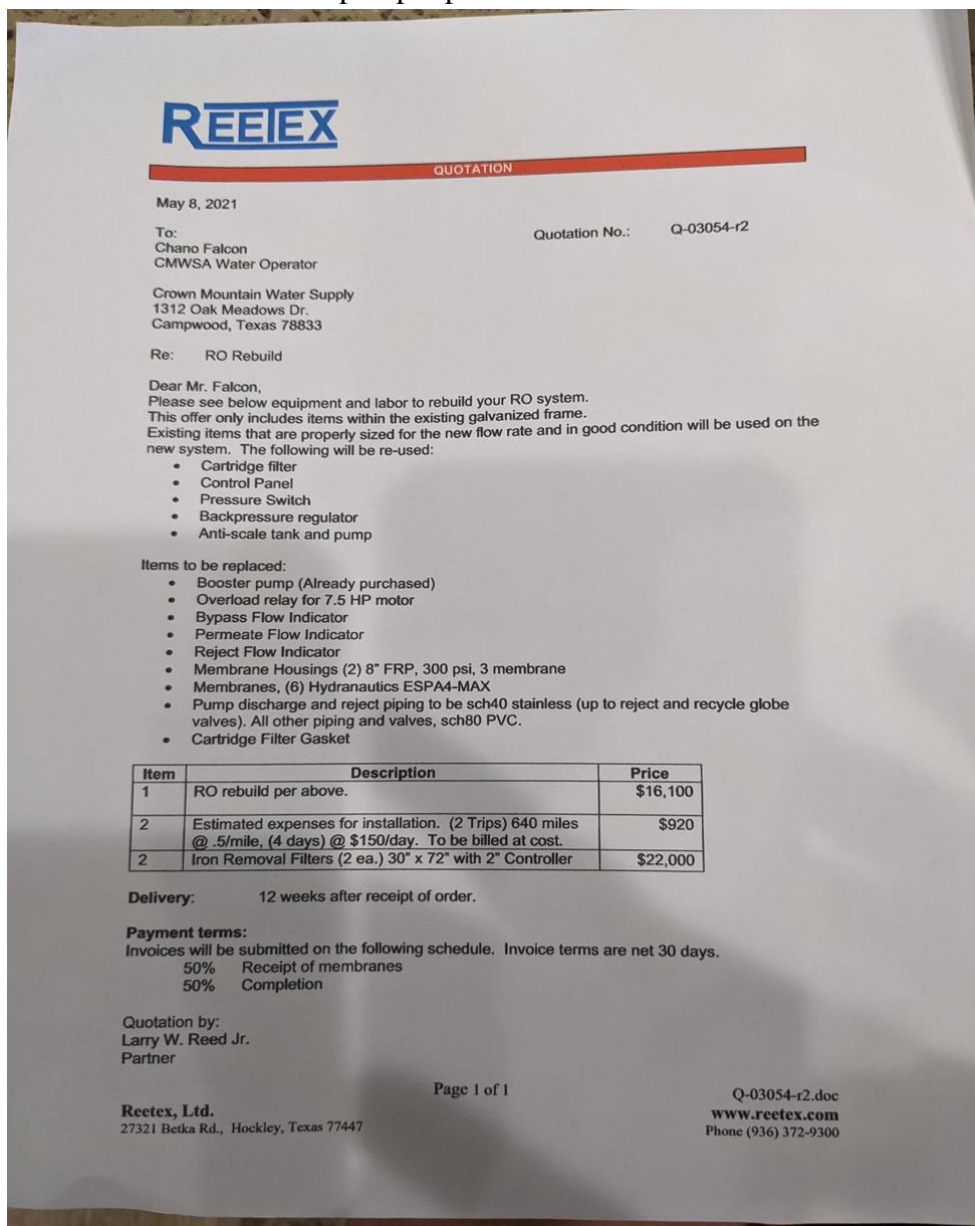 REETEX
QUOTATION
May 8, 2021
To:
Quotation No.: Q-03054-r2
Chano Falcon
CMWSA Water Operator
Crown Mountain Water Supply
1312 Oak Meadows Dr.
Campwood, Texas 78833
Re: RO Rebuild
Dear Mr. Falcon,
Please see below equipment and labor to rebuild your RO system.
This offer only includes items within the existing galvanized frame.
Existing items that are properly sized for the new flow rate and in good condition will be used on the
new system. The following will be re-used:
• Cartridge filter
• Control Panel
• Pressure Switch
• Backpressure regulator
• Anti-scale tank and pump
Items to be replaced:
• Booster pump (Already purchased)
• Overload relay for 7.5 HP motor
• Bypass Flow Indicator
• Permeate Flow Indicator
• Reject Flow Indicator
• Membrane Housings (2) 8" FRP, 300 psi, 3 membrane
• Membranes, (6) Hydranautics ESPA4-MAX
• Pump discharge and reject piping to be sch40 stainless (up to reject and recycle globe
valves). All other piping and valves, sch80 PVC.
• Cartridge Filter Gasket
Item Description Price
1 RO rebuild per above. $16,100
2 Estimated expenses for installation. (2 Trips) 640 miles $920
@ .5/mile, (4 days) @ $150/day. To be billed at cost.
2 Iron Removal Filters (2 ea.) 30" x 72" with 2" Controller $22,000
Delivery: 12 weeks after receipt of order.
Payment terms:
Invoices will be submitted on the following schedule. Invoice terms are net 30 days.
50% Receipt of membranes
50% Completion
Quotation by:
Larry W. Reed Jr.
Partner
Page 1 of 1
Q-03054-r2.doc
Reetex, Ltd.
www.reetex.com
27321 Betka Rd., Hockley, Texas 77447
Phone (936) 372-9300